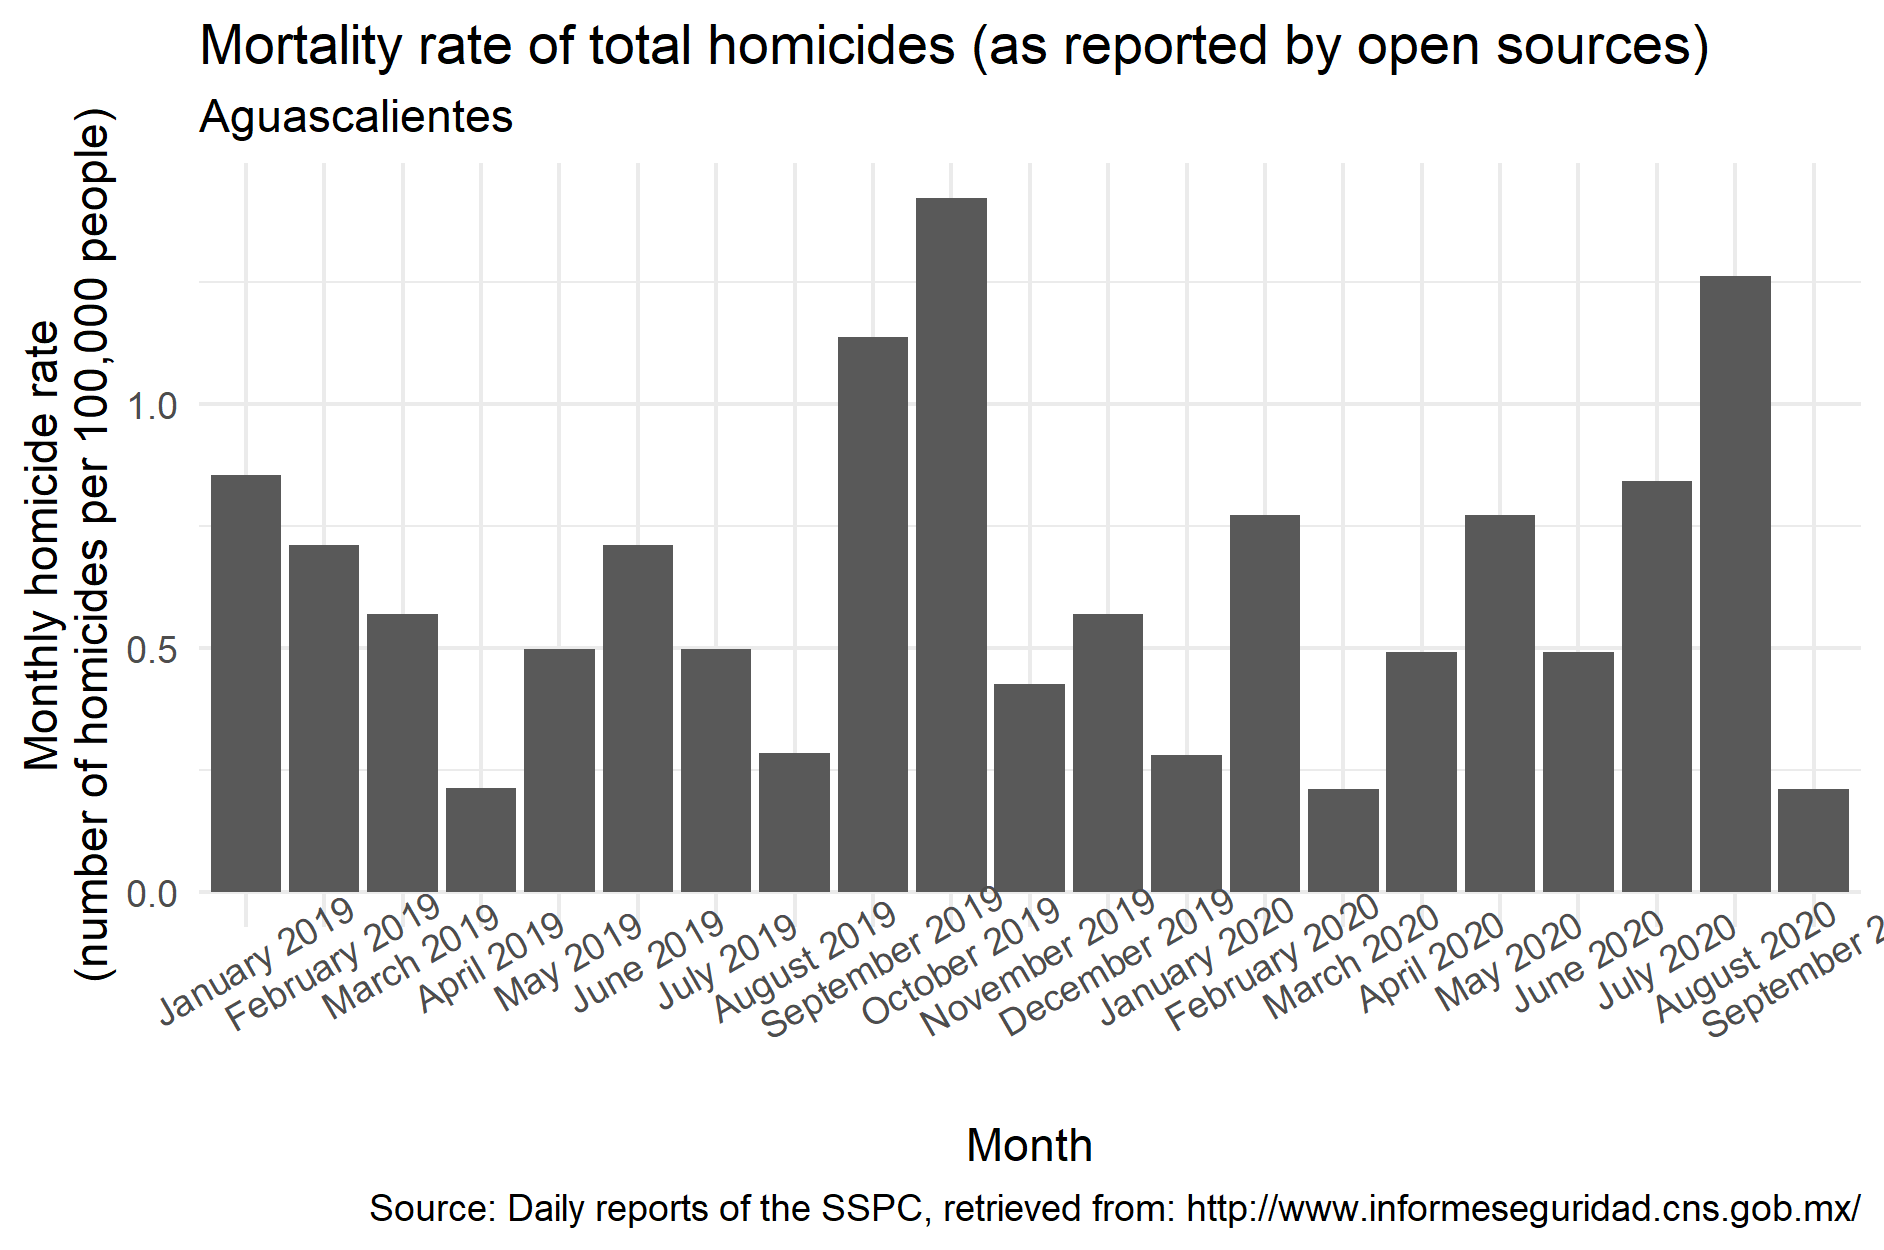 Mortality rate of total homicides (as reported by open sources)
Aguascalientes
Monthly homicide rate
(number of homicides per 100,000 people)
1.0
0.5
0.0
January 2019
February 2019
March 2019
April 2019
May 2019
June 2019
July 2019
August 2019
September 2019
October 2019
November 2019
December 2019
January 2020
February 2020
March 2020
April 2020
May 2020
June 2020
July 2020
August 2020
September 2
Month
Source: Daily reports of the SSPC, retrieved from: http://www.informeseguridad.cns.gob.mx/